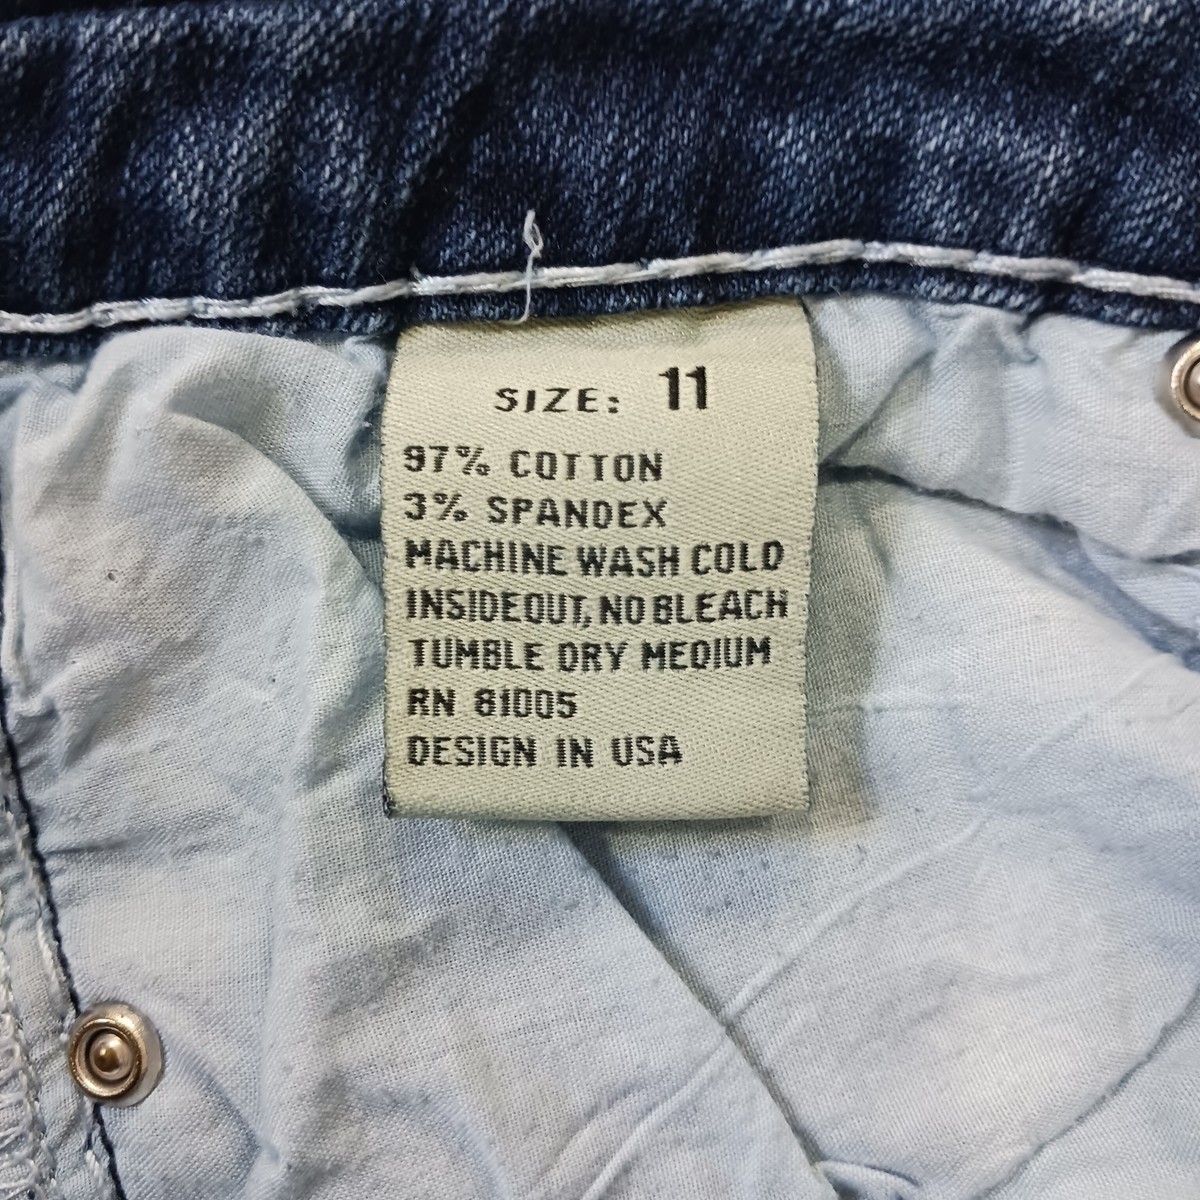 SIZE: 11
97% COTTON
3% SPANDEX
MACHINE WASH COLD
INSIDEOUT, NO BLEACH
TUMBLE DRY MEDIUM
RN 81005
DESIGN IN USA